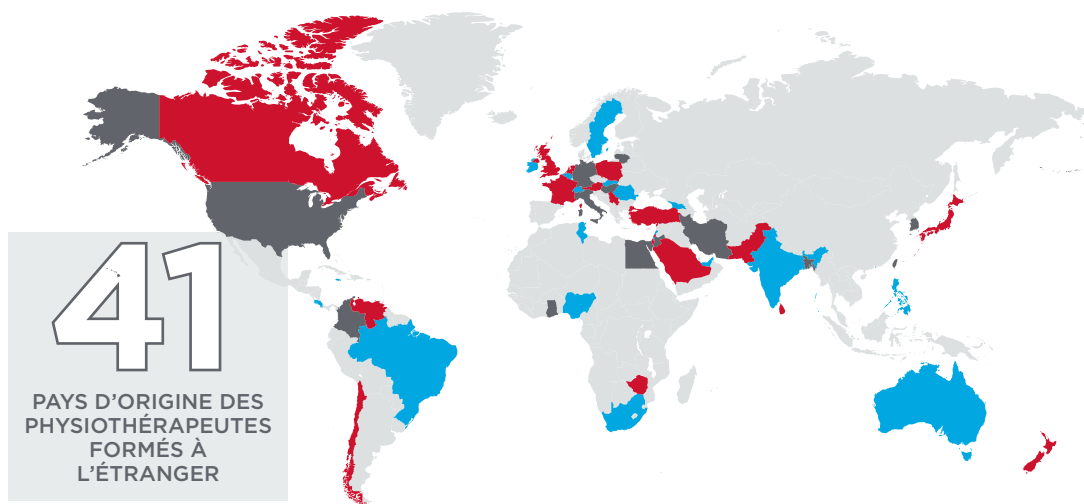 41
PAYS D'ORIGINE DES
PHYSIOTHÉRAPEUTES
FORMÉS À
L'ÉTRANGER